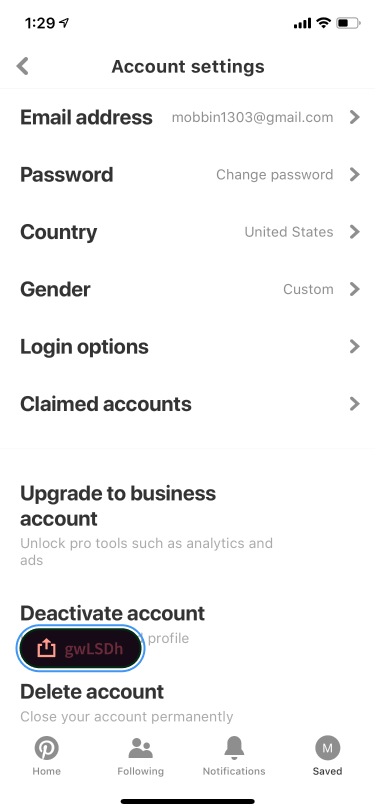 1:29
Account settings
Email address mobbin1303@gmail.com
Password Change password
Country United States
Gender Custom
Login options
Claimed accounts
Upgrade to business
account
Unlock pro tools such as analytics and
ads
Deactivate account
profile
gwLSDh
Delete account
Close your account permanently
M
Home Following Notifications Saved